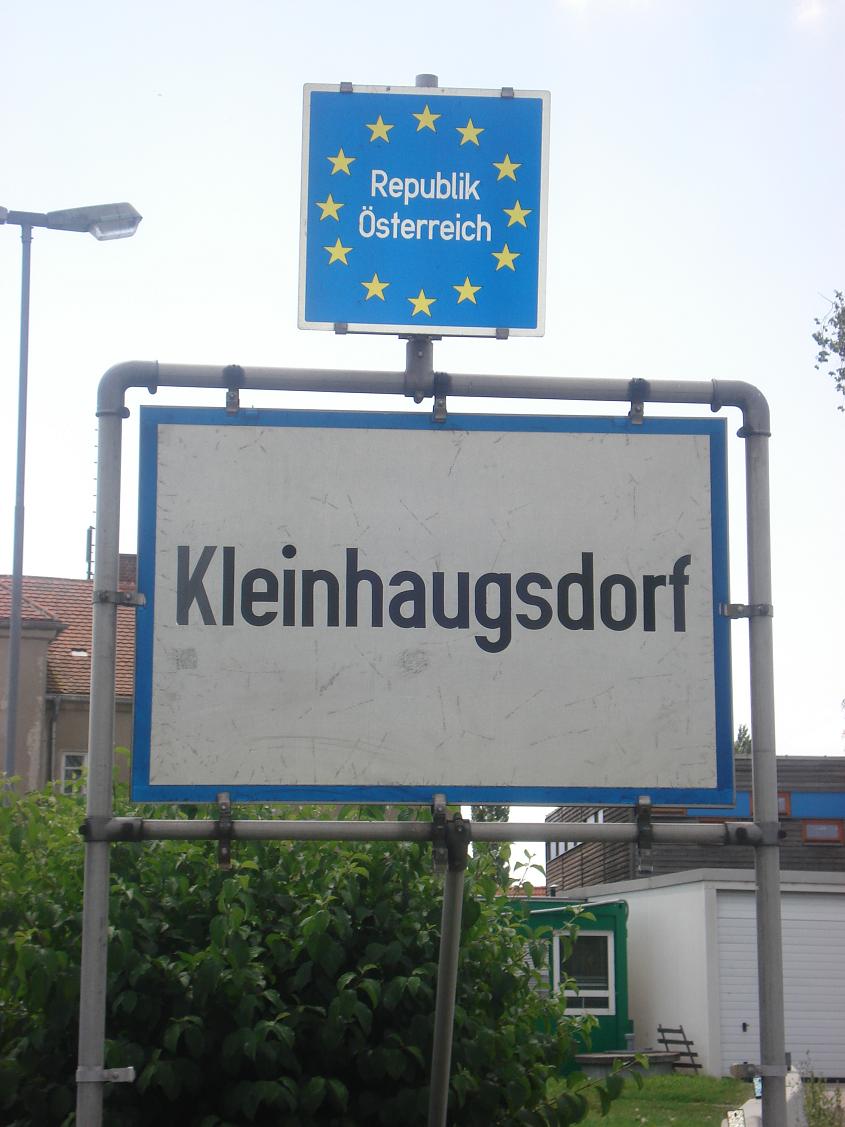 Republik
Österreich
Kleinhaugsdorf